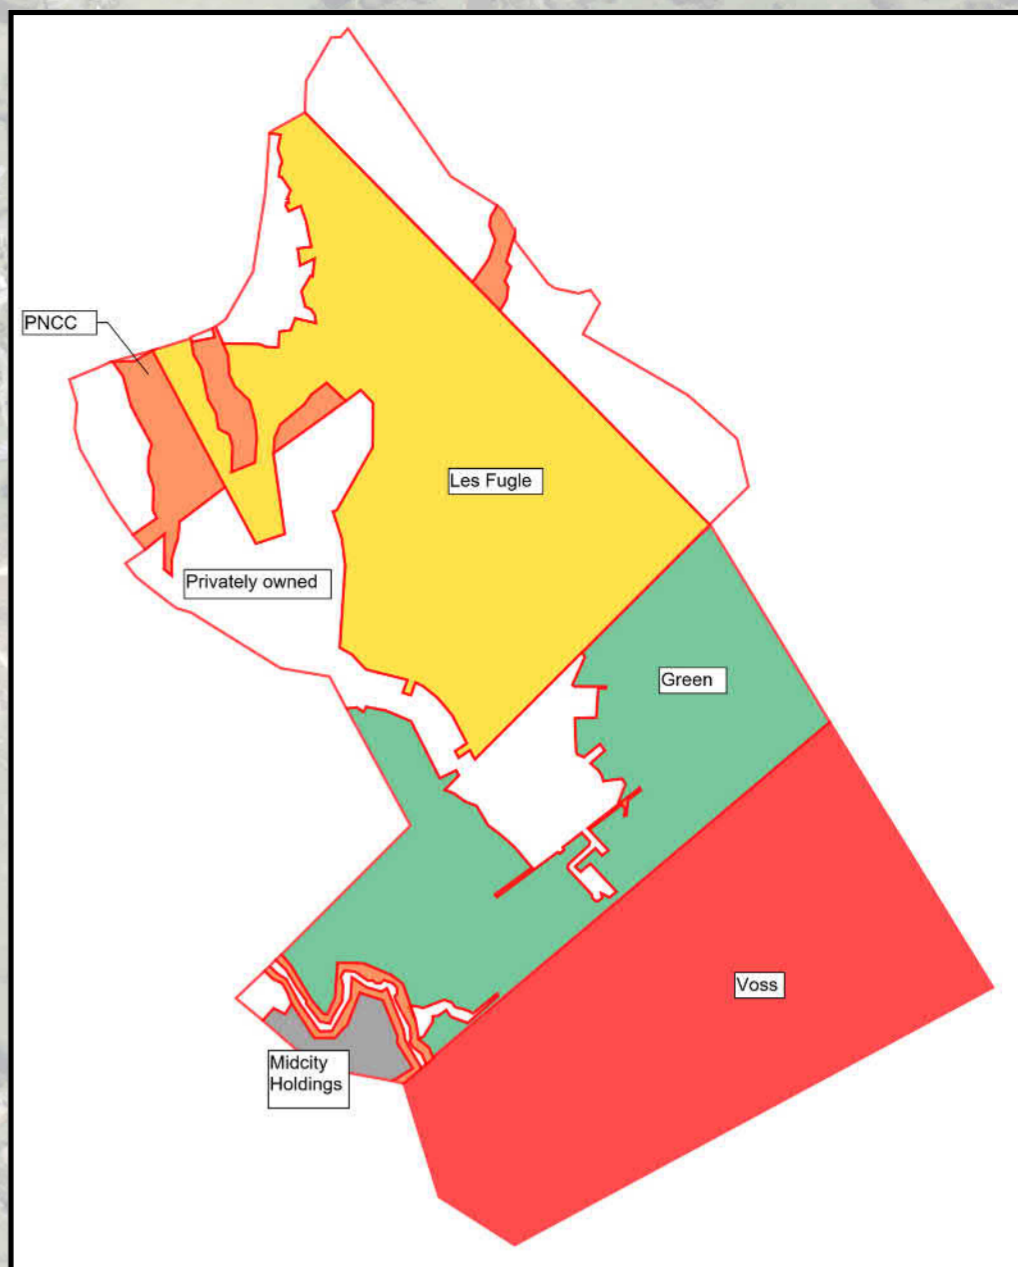 PNCC
Les Fugle
Privately owned
Green
Voss
Midcity
Holdings